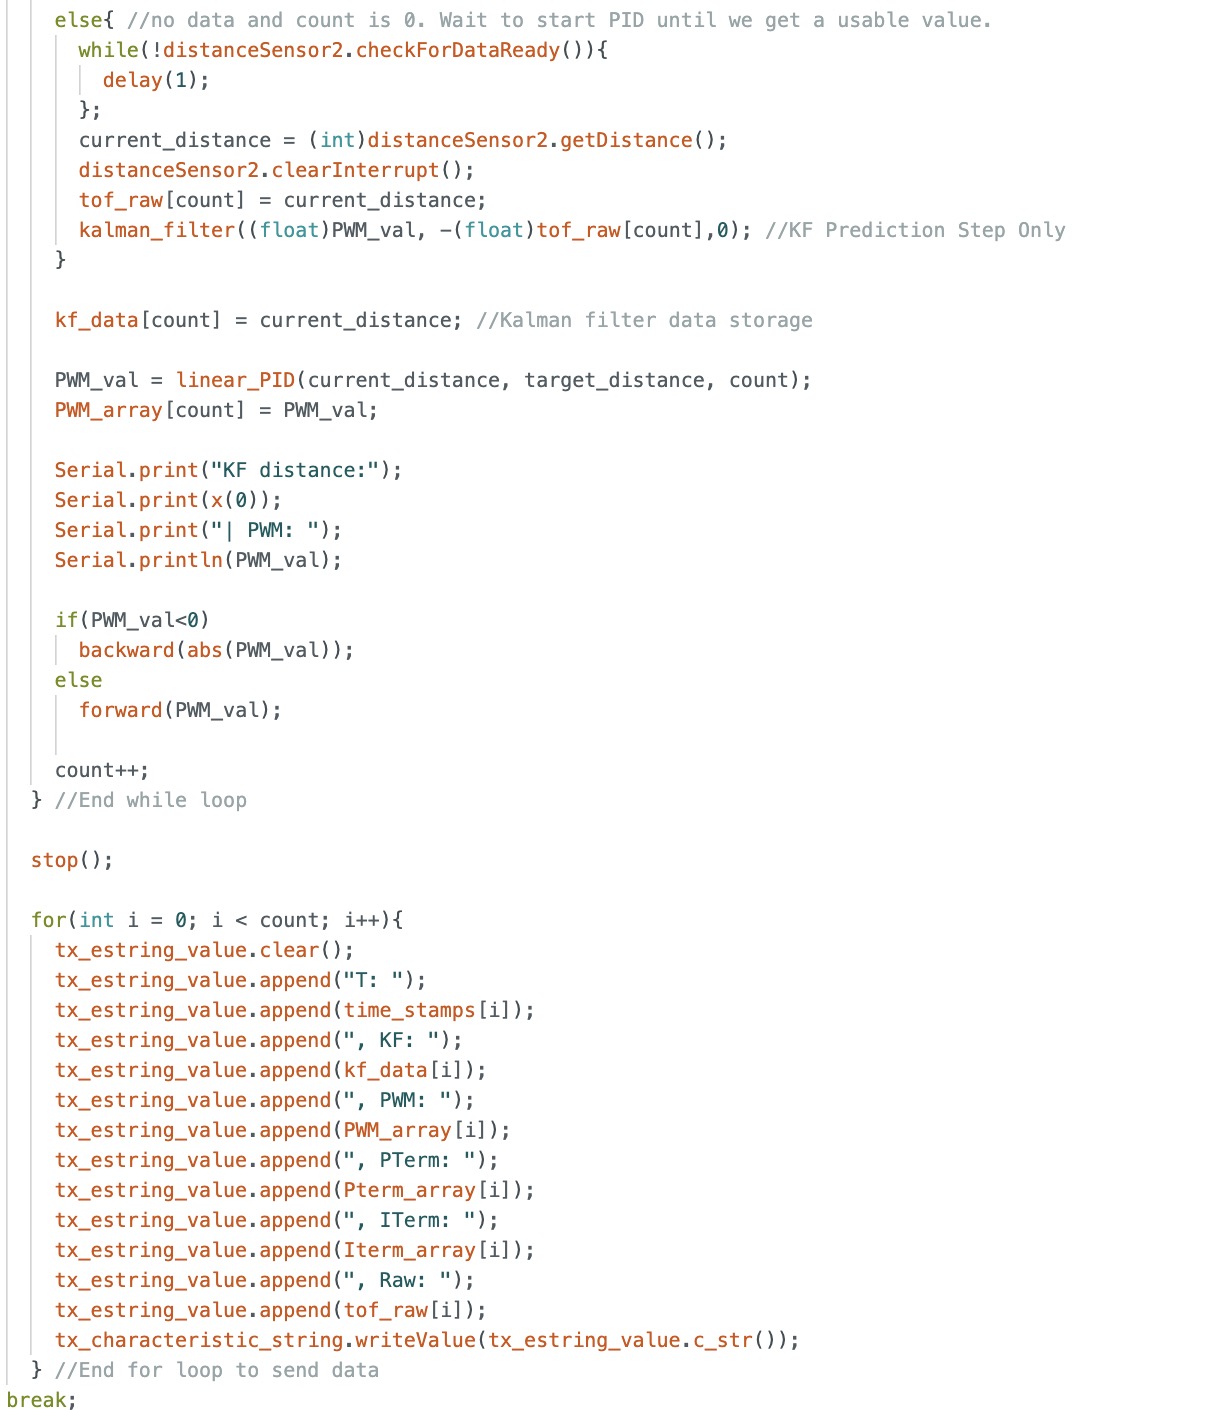 else{ //no data and count is 0. Wait to start PID until we get a usable value.
while(!distanceSensor2.checkForDataReady()){
delay(1);
};
current_distance = (int)distanceSensor2.getDistance();
distanceSensor2.clearInterrupt();
tof_raw[count] = current_distance;
kalman_filter((float)PWM_val, -(float)tof_raw[count],0); //KF Prediction Step Only
}
kf_data[count] = current_distance; //Kalman filter data storage
PWM_val = linear_PID(current_distance, target_distance, count);
PWM_array[count] = PWM_val;
Serial.print("KF distance:");
Serial.print(x(0));
Serial.print("| PWM: ");
Serial.println(PWM_val);
if(PWM_val<0)
backward(abs(PWM_val));
else
forward(PWM_val);
count++;
} //End while loop
stop();
for(int i = 0; i < count; i++){
tx_estring_value.clear();
tx_estring_value.append("T: ");
tx_estring_value.append(time_stamps[i]);
tx_estring_value.append(", KF: ");
tx_estring_value.append(kf_data[i]);
tx_estring_value.append(", PWM: ");
tx_estring_value.append(PWM_array[i]);
tx_estring_value.append(", PTerm: ");
tx_estring_value.append(Pterm_array[i]);
tx_estring_value.append(", ITerm: ");
tx_estring_value.append(Iterm_array[i]);
tx_estring_value.append(", Raw: ");
tx_estring_value.append(tof_raw[i]);
tx_characteristic_string.writeValue(tx_estring_value.c_str());
} //End for loop to send data
break;